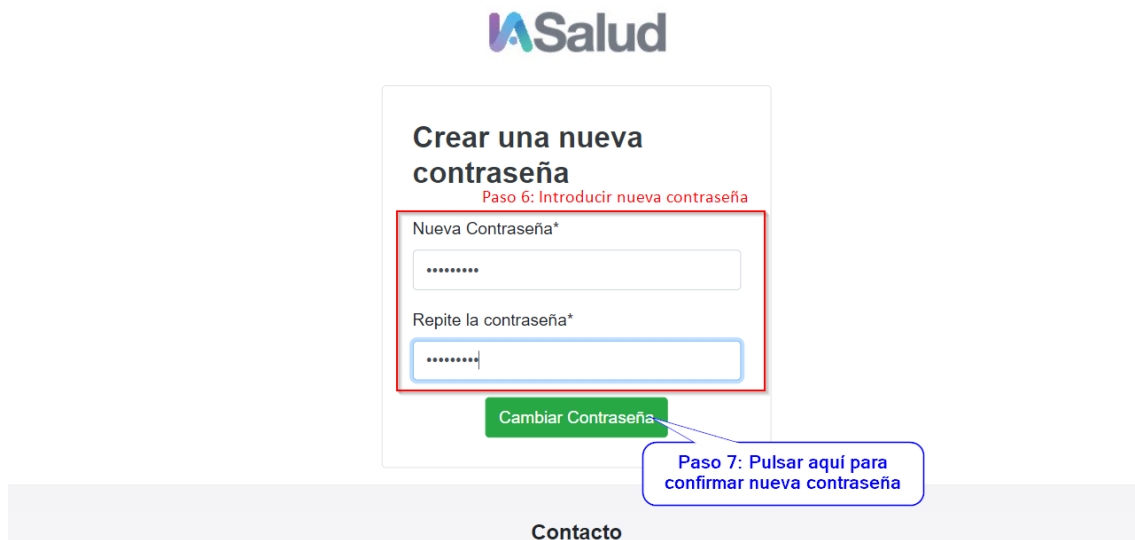 IASalud
Crear una nueva
contraseña
Paso 6: Introducir nueva contraseña
Nueva Contraseña*
•••••••••
Repite la contraseña*
•••••••••
Cambiar Contraseña
Paso 7: Pulsar aquí para
confirmar nueva contraseña
Contacto